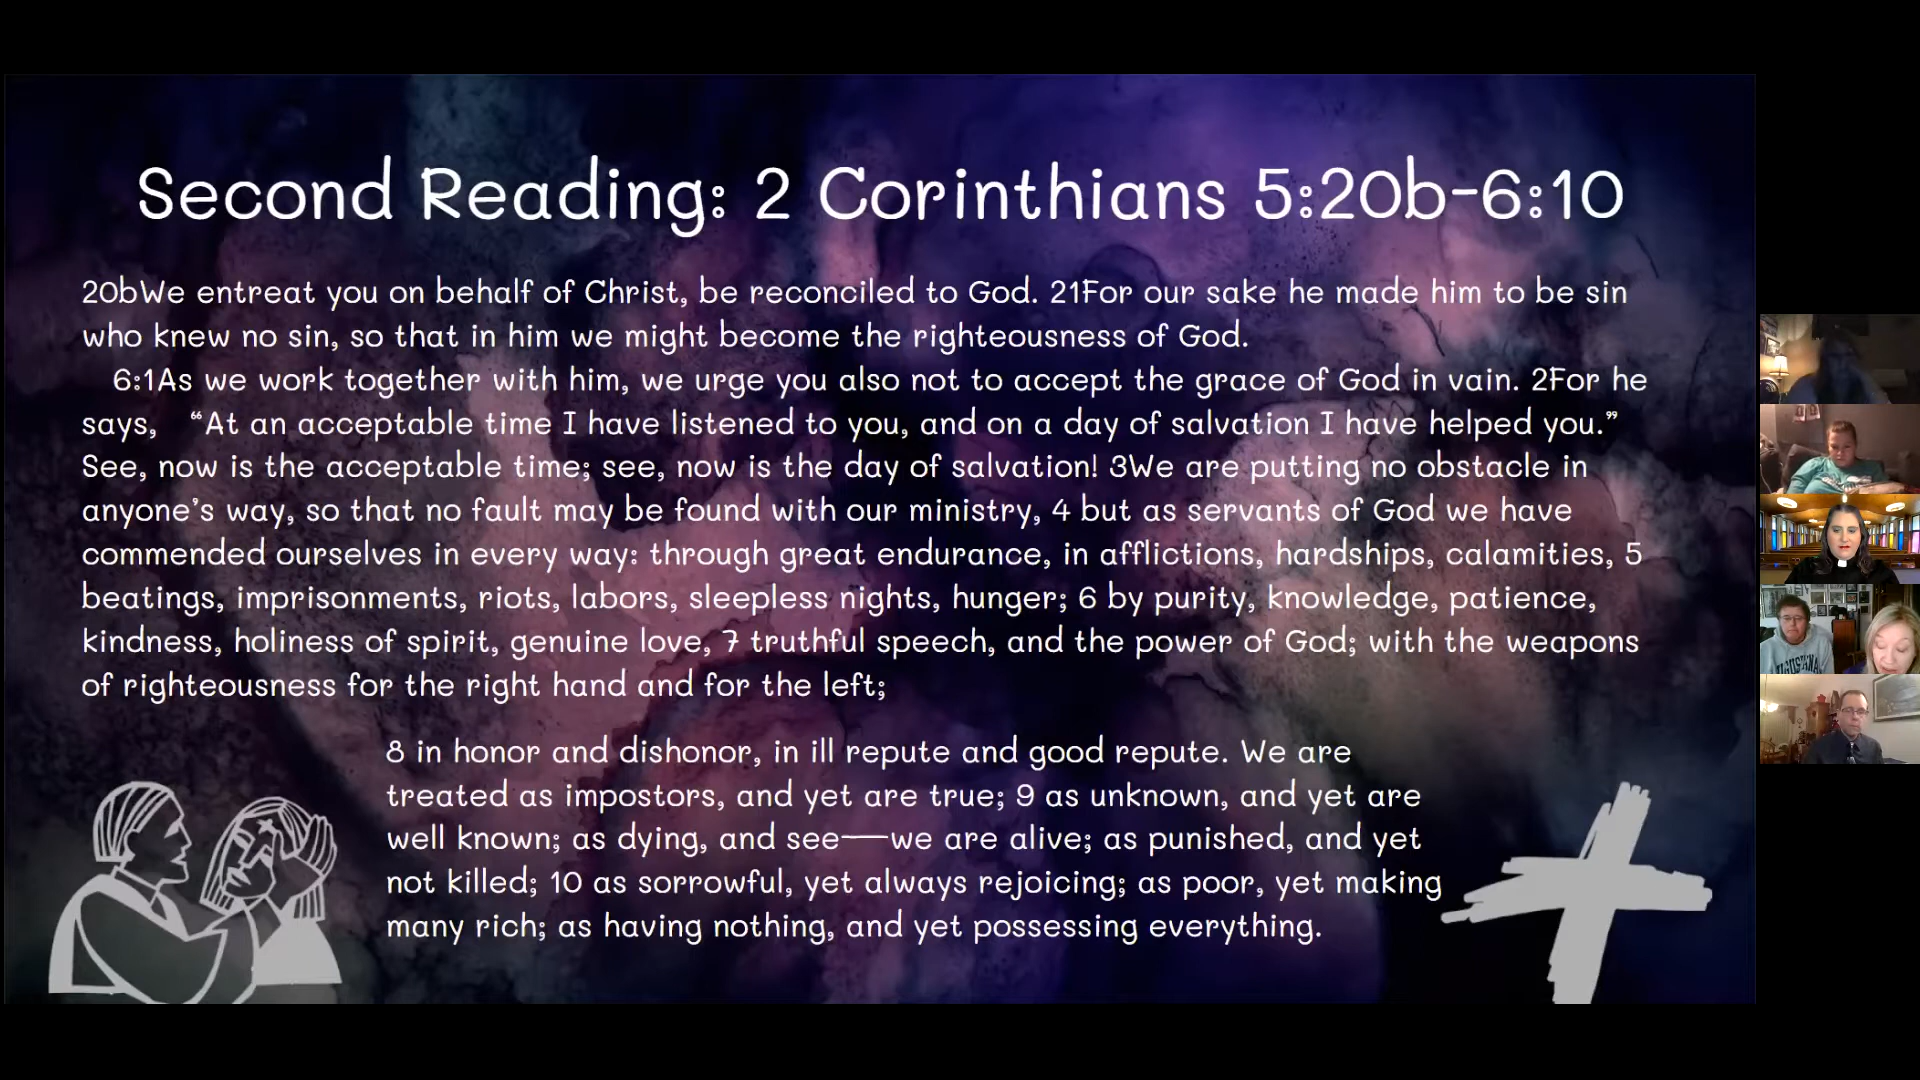 Second Reading: 2 Corinthians 5:20b-6:10
20bWe entreat you on behalf of Christ, be reconciled to God. 21For our sake he made him to be sin
who knew no sin, so that in him we might become the righteousness of God.
6:1As we work together with him, we urge you also not to accept the grace of God in vain. 2For he
says, “At an acceptable time I have listened to you, and on a day of salvation I have helped you.”
See, now is the acceptable time; see, now is the day of salvation! 3We are putting no obstacle in
anyone’s way, so that no fault may be found with our ministry, 4 but as servants of God we have
commended ourselves in every way: through great endurance, in afflictions, hardships, calamities, 5
beatings, imprisonments, riots, labors, sleepless nights, hunger; 6 by purity, knowledge, patience,
kindness, holiness of spirit, genuine love, 7 truthful speech, and the power of God; with the weapons
of righteousness for the right hand and for the left;
8 in honor and dishonor, in ill repute and good repute. We are
treated as impostors, and yet are true; 9 as unknown, and yet are
well known; as dying, and see—we are alive; as punished, and yet
not killed; 10 as sorrowful, yet always rejoicing; as poor, yet making
many rich; as having nothing, and yet possessing everything.